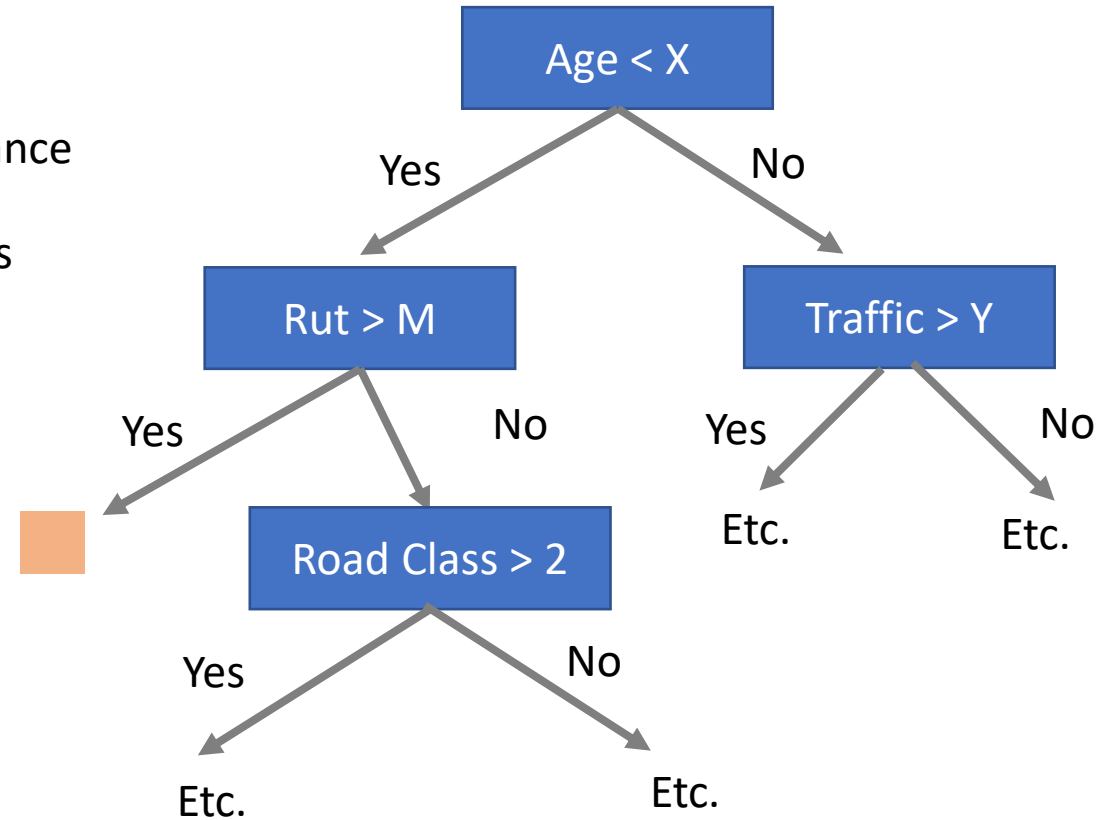 Age < X
Yes
No
Rut > M
Traffic > Y
Yes
No
Yes
No
Etc.
Etc.
Road Class > 2
Yes
No
Etc.
Etc.